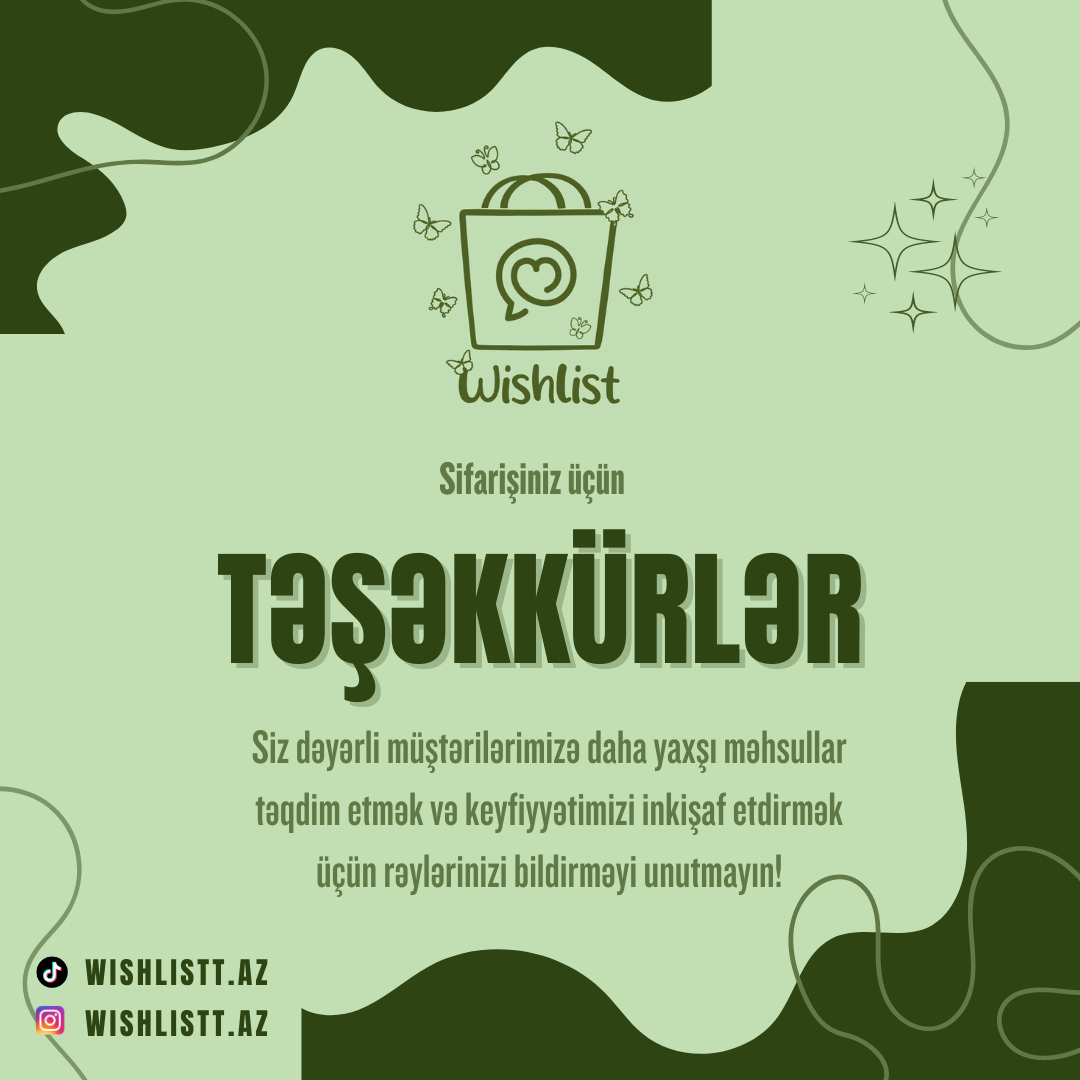 Wishlist
Sifarişiniz üçün
TƏŞƏKKÜRLƏR
Siz dəyərli müştərilərimizə daha yaxşı məhsullar
təqdim etmək və keyfiyyətimizi inkişaf etdirmək
üçün rəylərinizi bildirməyi unutmayın!
WISHLISTT.AZ
WISHLISTT.AZ